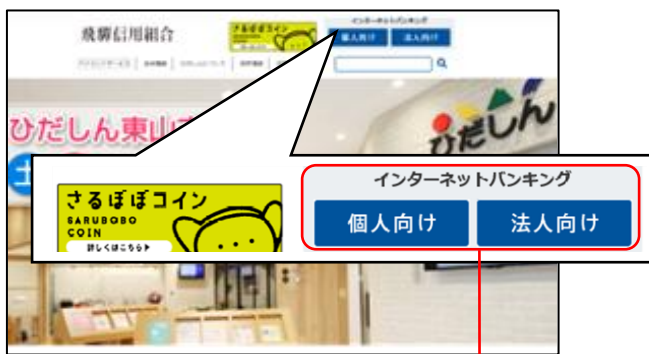 飛騨信用組合
さるぼぼコイン
インターネットバンキング
個人向け
法人向け
ひだしん東山
ひだしん
土
さるぼぼコイン
SARUBOBO
COIN
詳しくはこちら▶
インターネットバンキング
個人向け
法人向け